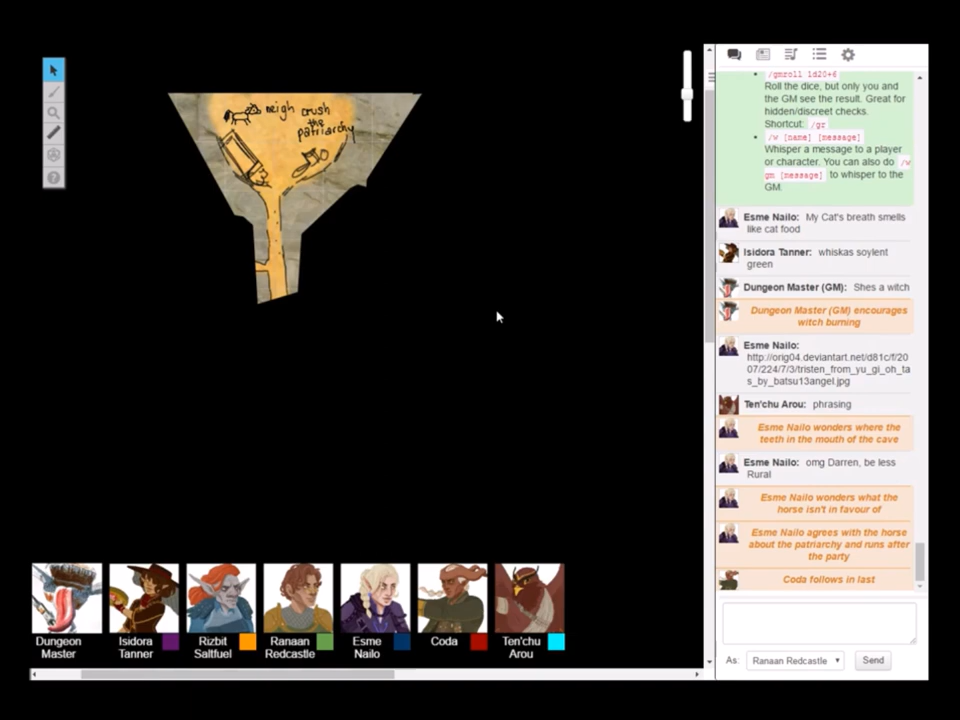 neigh crush
the
patriarchy
/gmroll 1d20+6
Roll the dice, but only you and
the GM see the result. Great for
hidden/discreet checks.
Shortcut: /gr
/w [name] [message]
Whisper a message to a player
or character. You can also do /w
gm [message] to whisper to the
GM.
Esme Nailo: My Cat's breath smells
like cat food
Isidora Tanner: whiskas soylent
green
Dungeon Master (GM): Shes a witch
Dungeon Master (GM) encourages
witch burning
Esme Nailo:
http://orig04.deviantart.net/d81c/f/20
07/224/7/3/tristen_from_yu_gi_oh_ta
s_by_batsu13angel.jpg
Ten'chu Arou: phrasing
Esme Nailo wonders where the
teeth in the mouth of the cave
Esme Nailo: omg Darren, be less
Rural
Esme Nailo wonders what the
horse isn't in favour of
Esme Nailo agrees with the horse
about the patriarchy and runs after
the party
Coda follows in last
Dungeon
Master
Isidora
Tanner
Rizbit
Saltfuel
Ranaan
Redcastle
Esme
Nailo
Coda
Ten'chu
Arou
As: Ranaan Redcastle Send